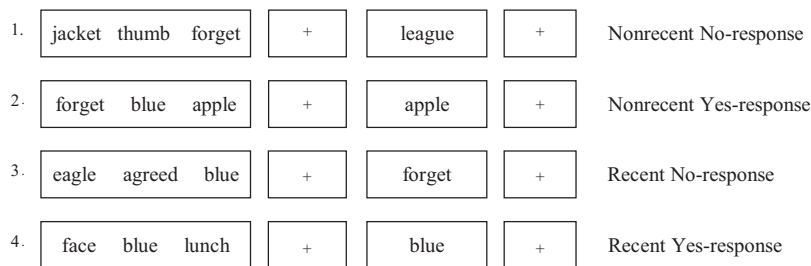 1. jacket thumb forget + league + Nonrecent No-response
2. forget blue apple + apple + Nonrecent Yes-response
3. eagle agreed blue + forget + Recent No-response
4. face blue lunch + blue + Recent Yes-response